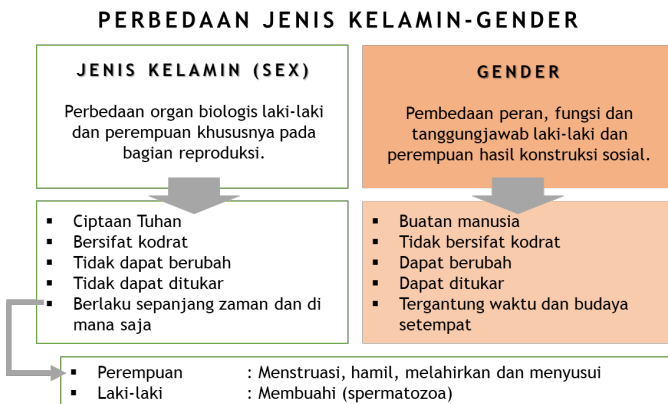 PERBEDAAN JENIS KELAMIN-GENDER
JENIS KELAMIN (SEX)
Perbedaan organ biologis laki-laki
dan perempuan khususnya pada
bagian reproduksi.
GENDER
Pembedaan peran, fungsi dan
tanggungjawab laki-laki dan
perempuan hasil konstruksi sosial.
▪ Ciptaan Tuhan
▪ Bersifat kodrat
▪ Tidak dapat berubah
▪ Tidak dapat ditukar
▪ Berlaku sepanjang zaman dan di
mana saja
▪ Buatan manusia
▪ Tidak bersifat kodrat
▪ Dapat berubah
▪ Dapat ditukar
▪ Tergantung waktu dan budaya
setempat
▪ Perempuan : Menstruasi, hamil, melahirkan dan menyusui
▪ Laki-laki : Membuahi (spermatozoa)